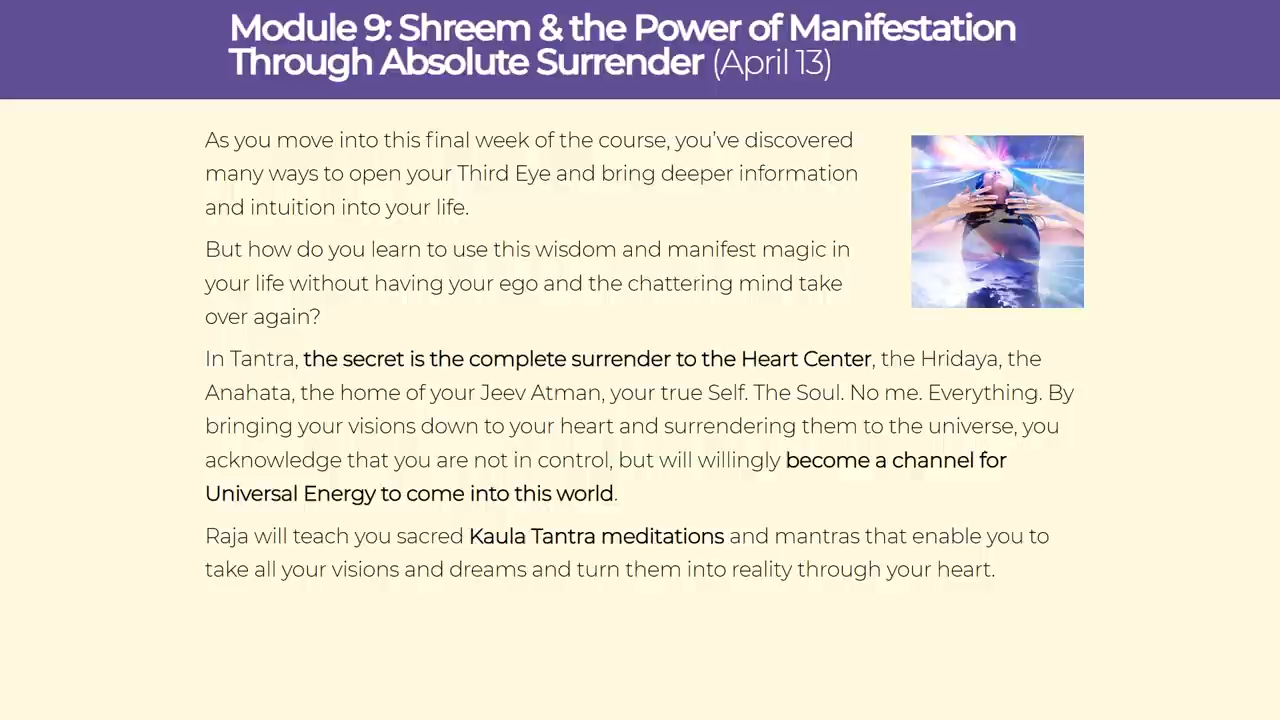 Module 9: Shreem & the Power of Manifestation
Through Absolute Surrender (April 13)
As you move into this final week of the course, you've discovered
many ways to open your Third Eye and bring deeper information
and intuition into your life.
But how do you learn to use this wisdom and manifest magic in
your life without having your ego and the chattering mind take
over again?
In Tantra, the secret is the complete surrender to the Heart Center, the Hridaya, the
Anahata, the home of your Jeev Atman, your true Self. The Soul. No me. Everything. By
bringing your visions down to your heart and surrendering them to the universe, you
acknowledge that you are not in control, but will willingly become a channel for
Universal Energy to come into this world.
Raja will teach you sacred Kaula Tantra meditations and mantras that enable you to
take all your visions and dreams and turn them into reality through your heart.